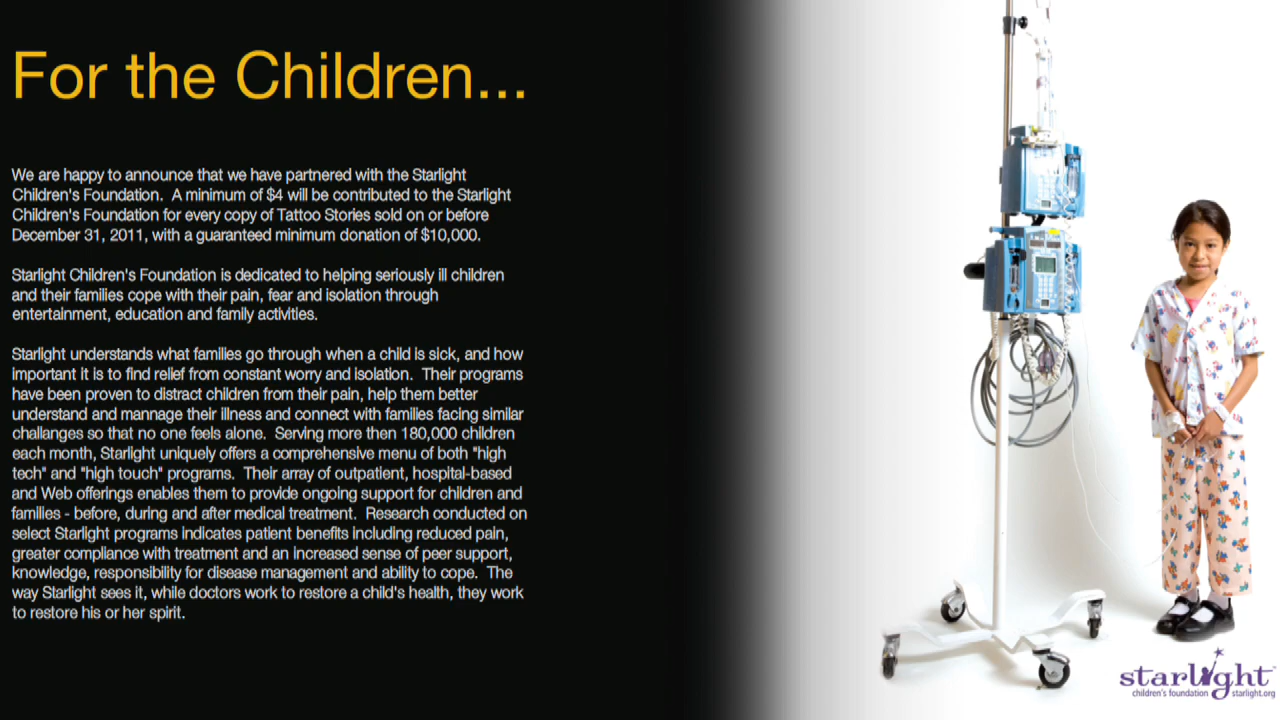 For the Children...
We are happy to announce that we have partnered with the Starlight
Children's Foundation.  A minimum of $4 will be contributed to the Starlight
Children's Foundation for every copy of Tattoo Stories sold on or before
December 31, 2011, with a guaranteed minimum donation of $10,000.
Starlight Children's Foundation is dedicated to helping seriously ill children
and their families cope with their pain, fear and isolation through
entertainment, education and family activities.
Starlight understands what families go through when a child is sick, and how
important it is to find relief from constant worry and isolation.  Their programs
have been proven to distract children from their pain, help them better
understand and mannage their illness and connect with families facing similar
challanges so that no one feels alone.  Serving more then 180,000 children
each month, Starlight uniquely offers a comprehensive menu of both "high
tech" and "high touch" programs.  Their array of outpatient, hospital-based
and Web offerings enables them to provide ongoing support for children and
families - before, during and after medical treatment.  Research conducted on
select Starlight programs indicates patient benefits including reduced pain,
greater compliance with treatment and an increased sense of peer support,
knowledge, responsibility for disease management and ability to cope.  The
way Starlight sees it, while doctors work to restore a child's health, they work
to restore his or her spirit.
starlight™
children's foundation starlight.org